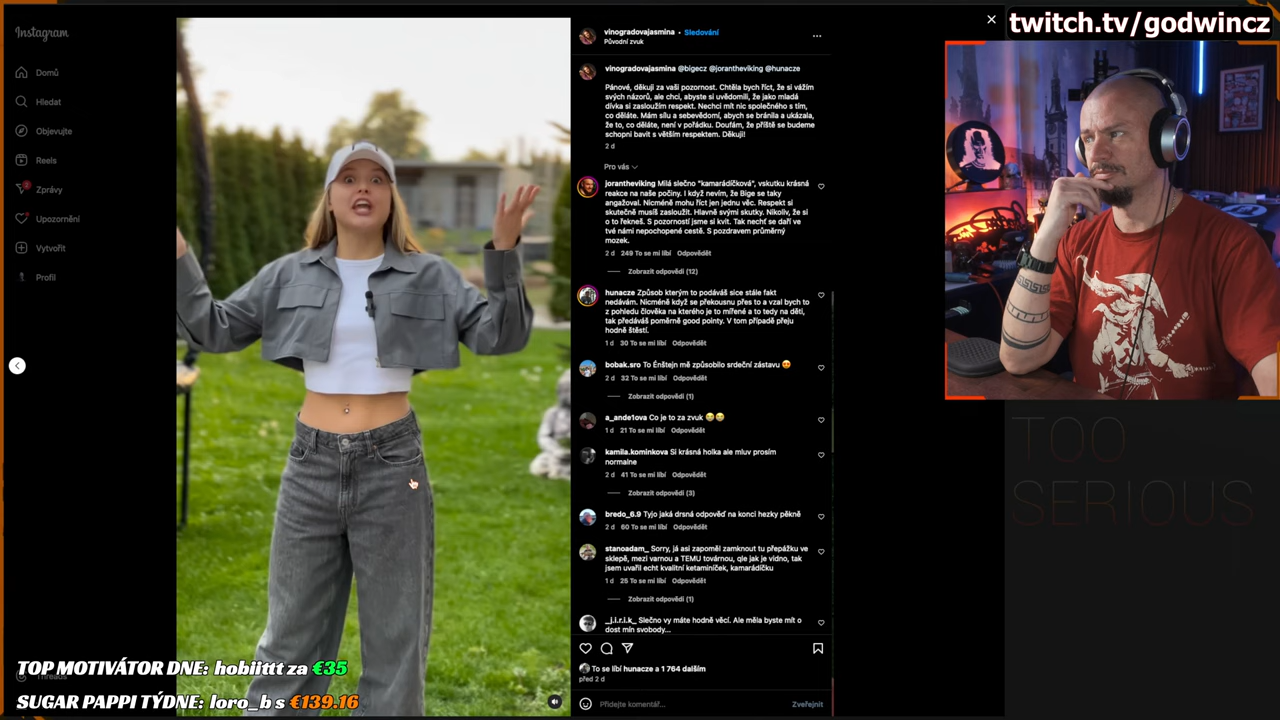 twitch.tv/godwincz
Instagram
Domů
Hledat
Objevujte
Reels
Zprávy
Upozornění
Vytvořit
Profil
Threads
vinogradovajasmina • Sledování
Původní zvuk
vinogradovajasmina @bigecz @jorantheviking @hunacze
Pánové, děkuji za vaši pozornost. Chtěla bych říct, že si vážím
svých názorů, ale chci, abyste si uvědomili, že jako mladá
dívka si zasloužím respekt. Nechci mít nic společného s tím,
co děláte. Mám sílu a sebevědomí, abych se bránila a ukázala,
že to, co děláte, není v pořádku. Doufám, že příště se budeme
schopni bavit s větším respektem. Děkuji!
2 d
Pro vás
jorantheviking Milá slečno "kamarádíčková", vskutku krásná
reakce na naše počiny. I když nevím, že Bige se taky
angažoval. Nicméně mohu říct jen jednu věc. Respekt si
skutečně musíš zasloužit. Hlavně svými skutky. Nikoliv, že si
o to řekneš. S pozorností jsme si kvit. Tak nechť se daří ve
tvé námi nepochopené cestě. S pozdravem průměrný
mozek.
2 d 249 To se mi líbí Odpovědět
Zobrazit odpovědi (12)
hunacze Způsob kterým to podáváš sice stále fakt
nedávám. Nicméně když se překousnu přes to a vzal bych to
z pohledu člověka na kterého je to mířené a to tedy na děti,
tak předáváš poměrně good pointy. V tom případě přeju
hodně štěstí.
1 d 30 To se mi líbí Odpovědět
bobak.sro To Énštejn mě způsobilo srdeční zástavu 😍
2 d 32 To se mi líbí Odpovědět
Zobrazit odpovědi (1)
a_ande1ova Co je to za zvuk 😭😭
1 d 21 To se mi líbí Odpovědět
kamila.kominkova Si krásná holka ale mluv prosím
normalne
2 d 41 To se mi líbí Odpovědět
Zobrazit odpovědi (3)
bredo_6.9 Tyjo jaká drsná odpověď na konci hezky pěkně
2 d 60 To se mi líbí Odpovědět
stanoadam_ Sorry, já asi zapoměl zamknout tu přepážku ve
sklepě, mezi varnou a TEMU továrnou, qle jak je vidno, tak
jsem uvařil echt kvalitní ketaminíček, kamarádíčku
1 d 25 To se mi líbí Odpovědět
Zobrazit odpovědi (1)
_j.i.r.i.k_ Slečno vy máte hodně věcí. Ale měla byste mít o
dost mín svobody...
To se líbí hunacze a 1 764 dalším
před 2 d
Přidejte komentář...
Zveřejnit
TOO
SERIOUS
TOP MOTIVÁTOR DNE: hobiittt za €35
SUGAR PAPPI TÝDNE: loro_b s €139.16